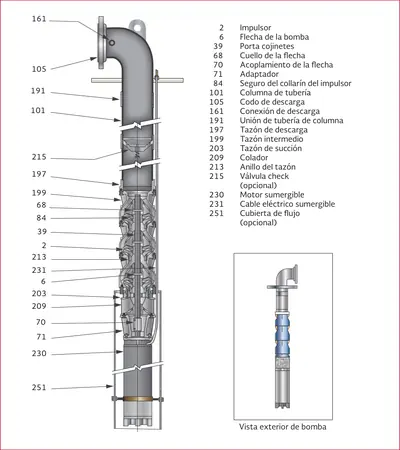 161
105
191
101
215
197
199
68
84
39
2
213
231
6
203
209
70
71
230
251
2 Impulsor
6 Flecha de la bomba
39 Porta cojinetes
68 Cuello de la flecha
70 Acoplamiento de la flecha
71 Adaptador
84 Seguro del collarín del impulsor
101 Columna de tubería
105 Codo de descarga
161 Conexión de descarga
191 Unión de tubería de columna
197 Tazón de descarga
199 Tazón intermedio
203 Tazón de succión
209 Colador
213 Anillo del tazón
215 Válvula check
(opcional)
230 Motor sumergible
231 Cable eléctrico sumergible
251 Cubierta de flujo
(opcional)
Vista exterior de bomba